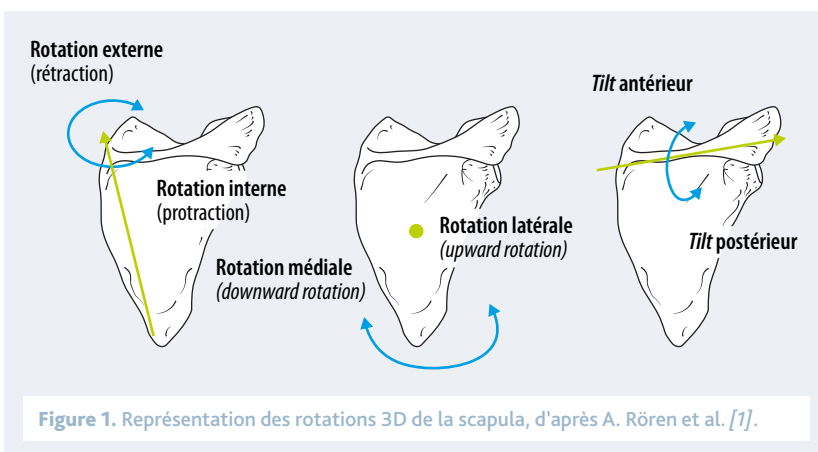 Rotation externe
(rétraction)
Rotation interne
(protraction)
Rotation médiale
(downward rotation)
Rotation latérale
(upward rotation)
Tilt antérieur
Tilt postérieur
Figure 1. Représentation des rotations 3D de la scapula, d'après A. Rören et al. [1].